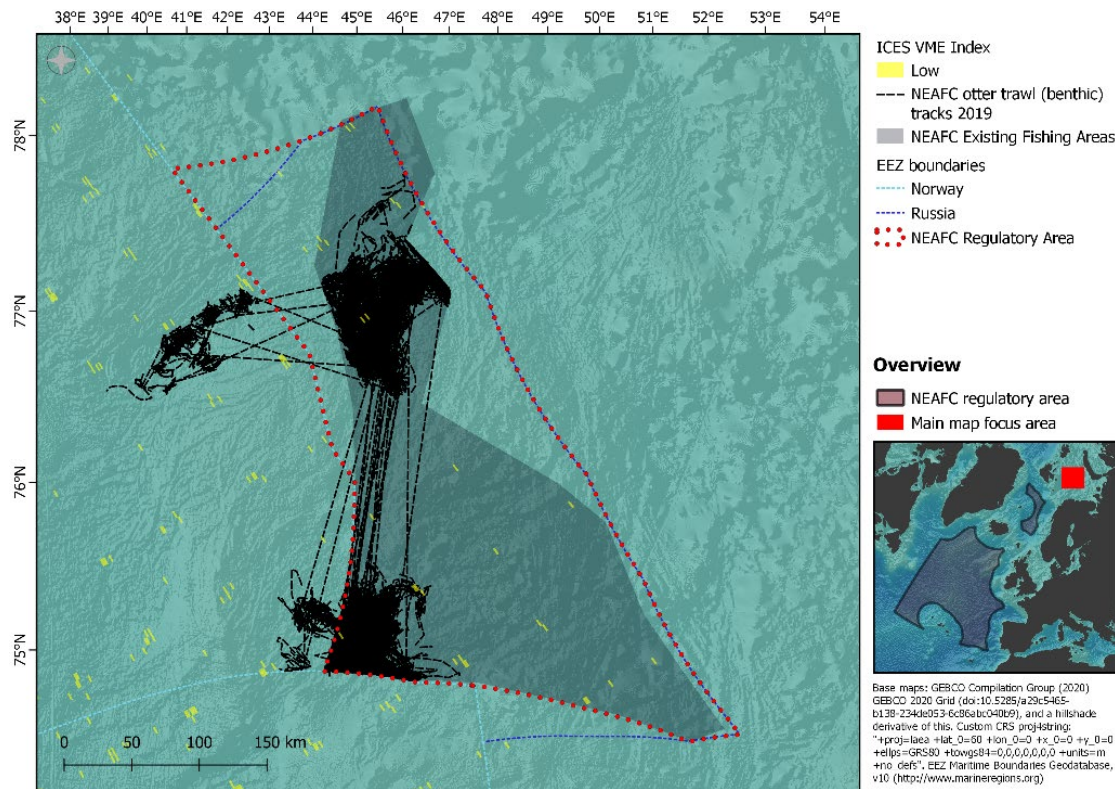 38°E 39°E 40°E 41°E 42°E 43°E 44°E 45°E 46°E 47°E 48°E 49°E 50°E 51°E 52°E 53°E 54°E
78°N
77°N
76°N
75°N
0 50 100 150 km
ICES VME Index
Low
NEAFC otter trawl (benthic)
tracks 2019
NEAFC Existing Fishing Areas
EEZ boundaries
Norway
Russia
NEAFC Regulatory Area
Overview
NEAFC regulatory area
Main map focus area
Base maps: GEBCO Compilation Group (2020)
GEBCO 2020 Grid (doi:10.5285/a29c5465-
b138-234de053-6c86abc040b9), and a hillshade
derivative of this. Custom CRS proj4string:
"+proj=laea +lat_0=60 +lon_0=0 +x_0=0 +y_0=0
+ellps=GRS80 +towgs84=0,0,0,0,0,0,0 +units=m
+no_defs". EEZ Maritime Boundaries Geodatabase,
v10 (http://www.marineregions.org)